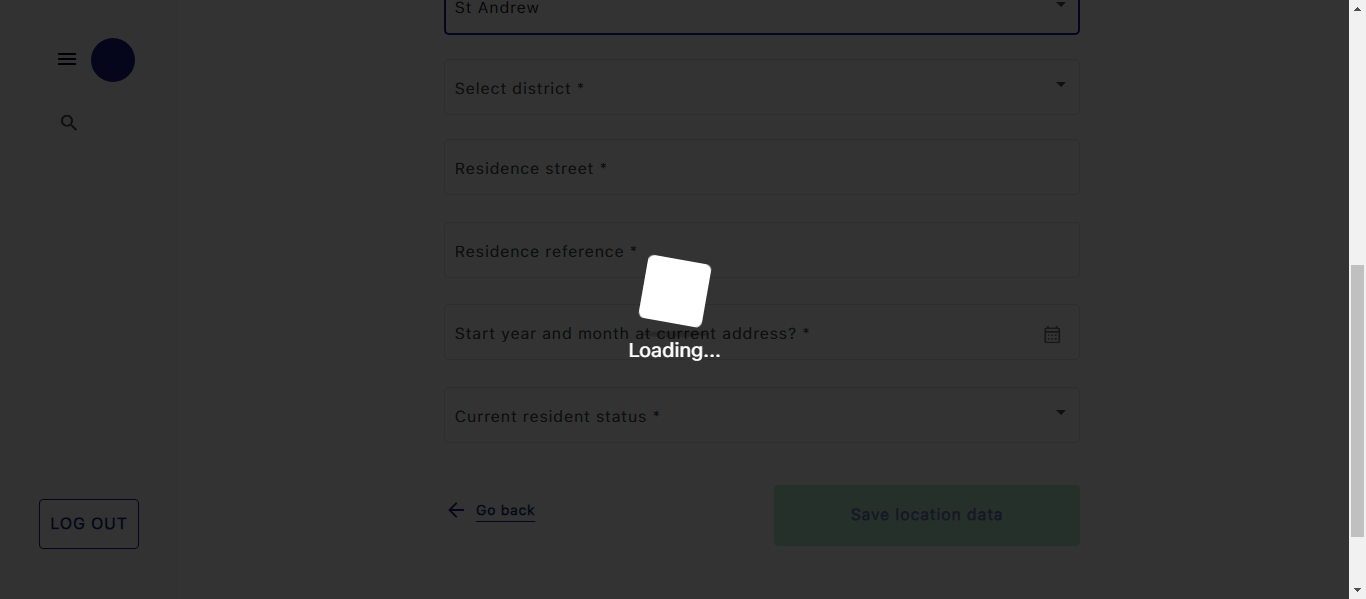 St Andrew
Select district *
Residence street *
Residence reference *
Start year and month at current address? *
Loading...
Current resident status *
Go back
Save location data
LOG OUT